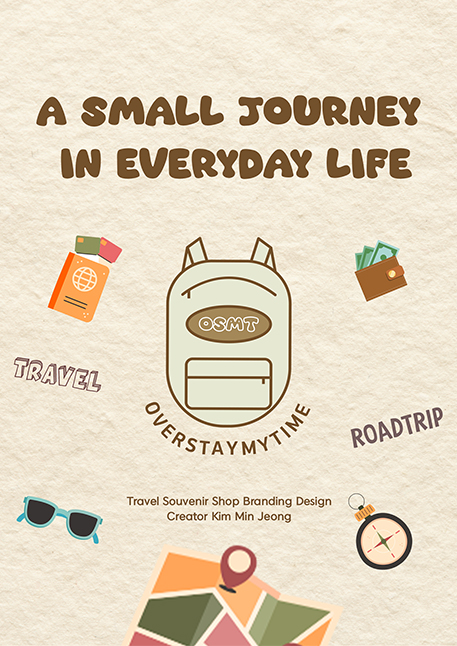 A SMALL JOURNEY
IN EVERYDAY LIFE
OSMT
TRAVEL
OVERSTAYMYTIME
ROADTRIP
Travel Souvenir Shop Branding Design
Creator Kim Min Jeong